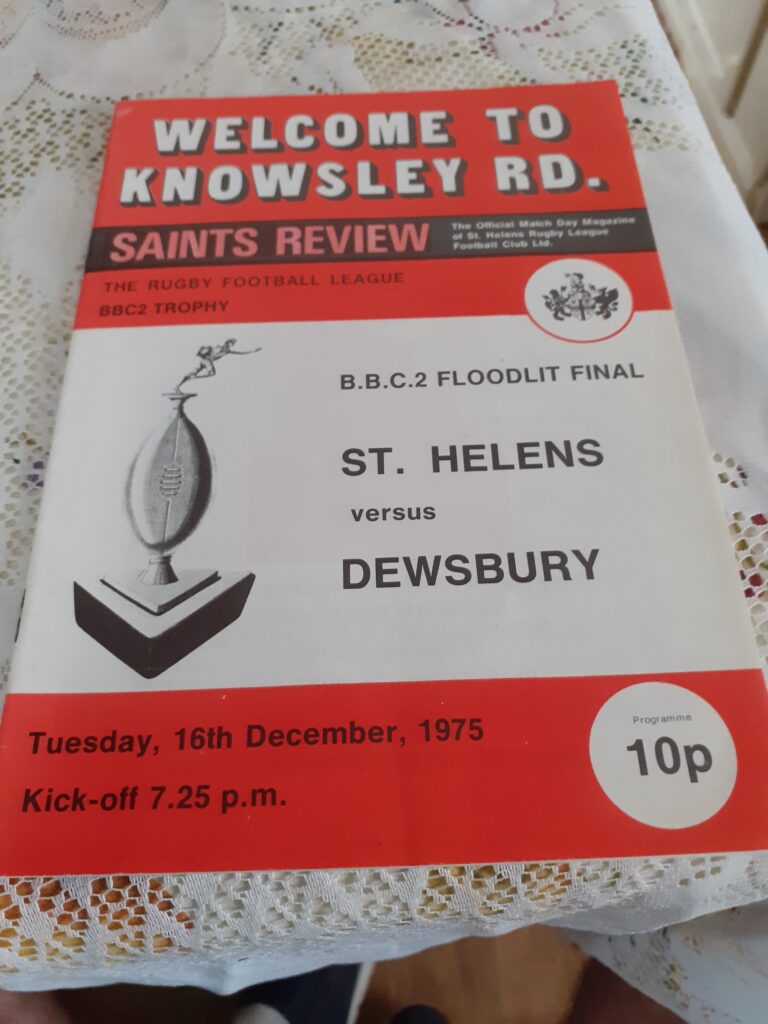 WELCOME TO
KNOWSLEY RD.
SAINTS REVIEW
The Official Match Day Magazine
of St. Helens Rugby League
Football Club Ltd.
THE RUGBY FOOTBALL LEAGUE
BBC2 TROPHY
B.B.C.2 FLOODLIT FINAL
ST. HELENS
versus
DEWSBURY
Tuesday, 16th December, 1975
Kick-off 7.25 p.m.
Programme
10p